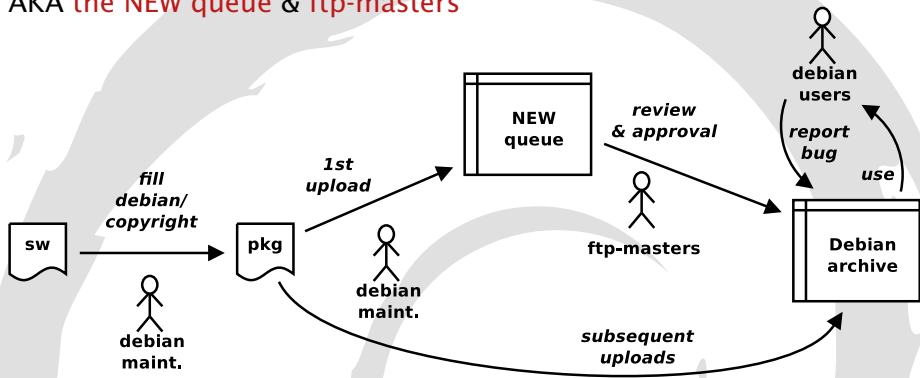 AKA the NEW queue & ftp-masters
debian
users
NEW
queue
review
& approval
report
bug
use
1st
upload
fill
debian/
copyright
sw
pkg
ftp-masters
Debian
archive
debian
maint.
debian
maint.
subsequent
uploads